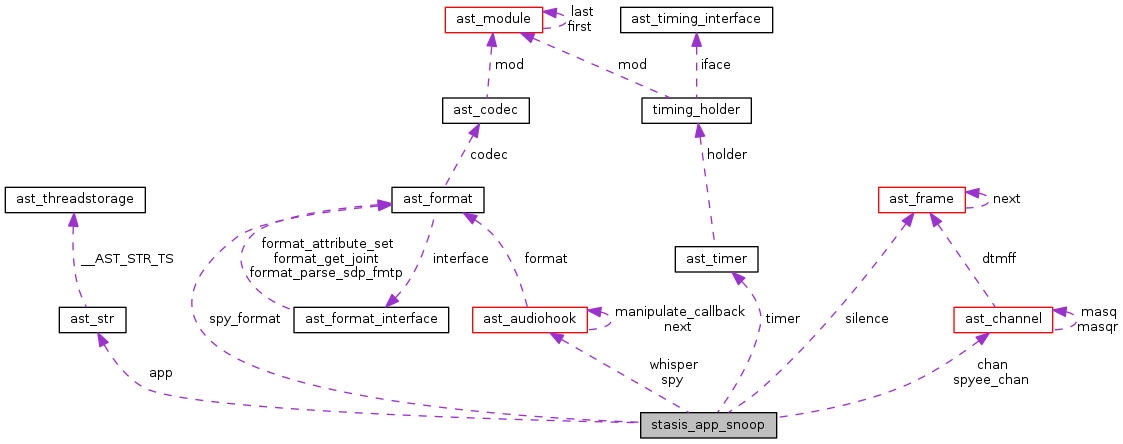 last
ast_module
ast_timing_interface
first
mod
mod
iface
ast_codec
timing_holder
codec
holder
ast_threadstorage
ast_format
ast_frame
next
format_attribute_set
__AST_STR_TS
format_get_joint
interface
format
ast_timer
dtmff
format_parse_sdp_fmtp
manipulate_callback
masq
ast_str
spy_format
ast_format_interface
ast_audiohook
next
timer
silence
ast_channel
masqr
app
whisper
chan
spy
spyee_chan
stasis_app_snoop